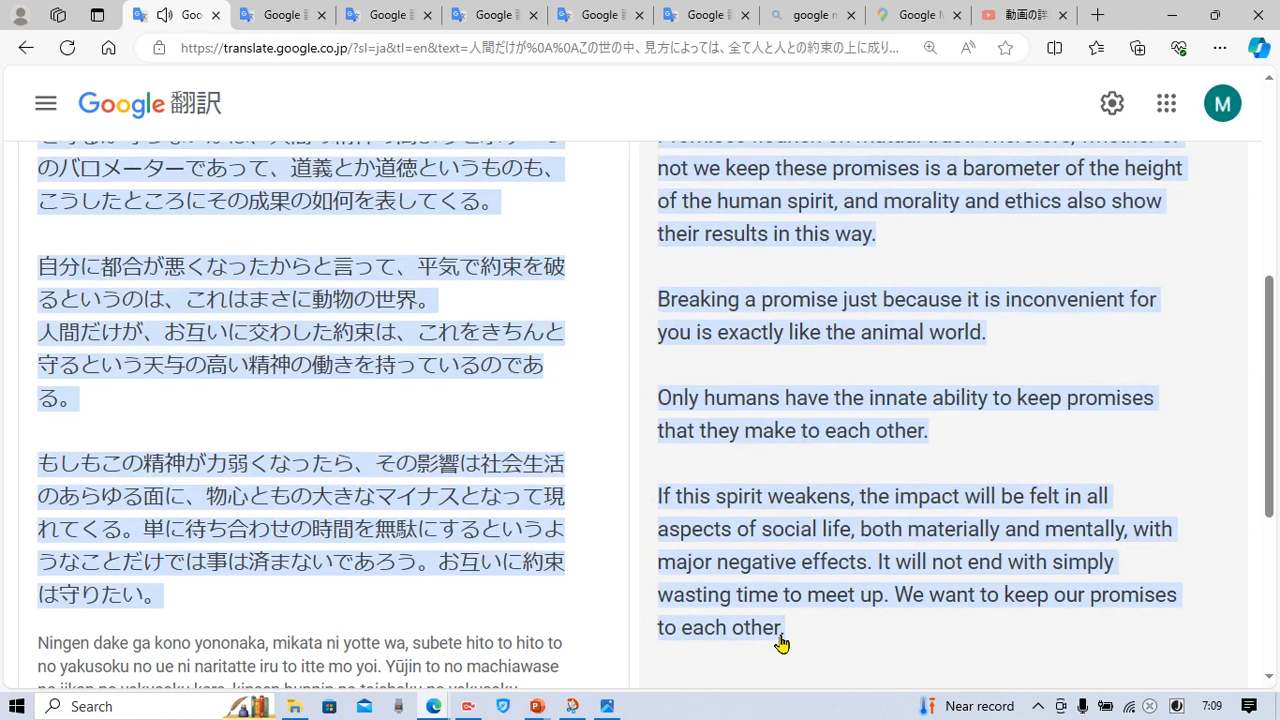 Goo
Google 
Google 
Google 
Google 
Google 
google n
Google M
動画の詳
https://translate.google.co.jp/?sl=ja&tl=en&text=人間だけが%0A%0Aこの世の中、見方によっては、全て人と人との約束の上に成り...
Google 翻訳
M
のバロメーターであって、道義とか道徳というものも、
こうしたところにその成果の如何を表してくる。
自分に都合が悪くなったからと言って、平気で約束を破
るというのは、これはまさに動物の世界。
人間だけが、お互いに交わした約束は、これをきちんと
守るという天与の高い精神の働きを持っているのであ
る。
もしもこの精神が力弱くなったら、その影響は社会生活
のあらゆる面に、物心ともの大きなマイナスとなって現
れてくる。単に待ち合わせの時間を無駄にするというよ
うなことだけでは事は済まないであろう。お互いに約束
は守りたい。
Ningen dake ga kono yononaka, mikata ni yotte wa, subete hito to hito to
no yakusoku no ue ni naritatte iru to itte mo yoi. Yūjin to no machiawase
not we keep these promises is a barometer of the height
of the human spirit, and morality and ethics also show
their results in this way.
Breaking a promise just because it is inconvenient for
you is exactly like the animal world.
Only humans have the innate ability to keep promises
that they make to each other.
If this spirit weakens, the impact will be felt in all
aspects of social life, both materially and mentally, with
major negative effects. It will not end with simply
wasting time to meet up. We want to keep our promises
to each other.
Search
Near record
7:09